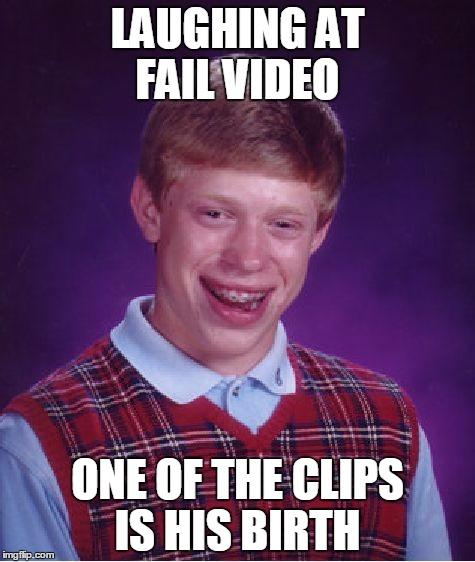 LAUGHING AT
FAIL VIDEO
ONE OF THE CLIPS
IS HIS BIRTH
imgflip.com